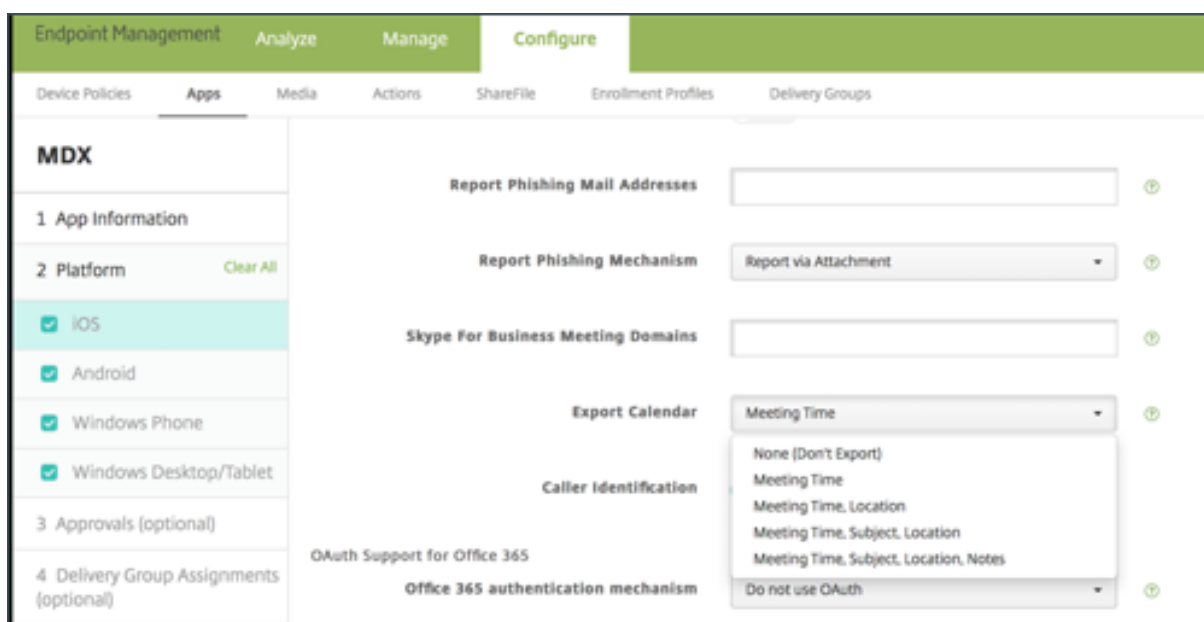 Endpoint Management Analyze Manage Configure
Device Policies Apps Media Actions ShareFile Enrollment Profiles Delivery Groups
MDX
1 App Information
2 Platform Clear All
iOS
Android
Windows Phone
Windows Desktop/Tablet
3 Approvals (optional)
4 Delivery Group Assignments
(optional)
Report Phishing Mail Addresses
Report Phishing Mechanism Report via Attachment
Skype For Business Meeting Domains
Export Calendar Meeting Time
None (Don't Export)
Meeting Time
Meeting Time, Location
Meeting Time, Subject, Location
Meeting Time, Subject, Location, Notes
Caller Identification
OAuth Support for Office 365
Office 365 authentication mechanism Do not use OAuth